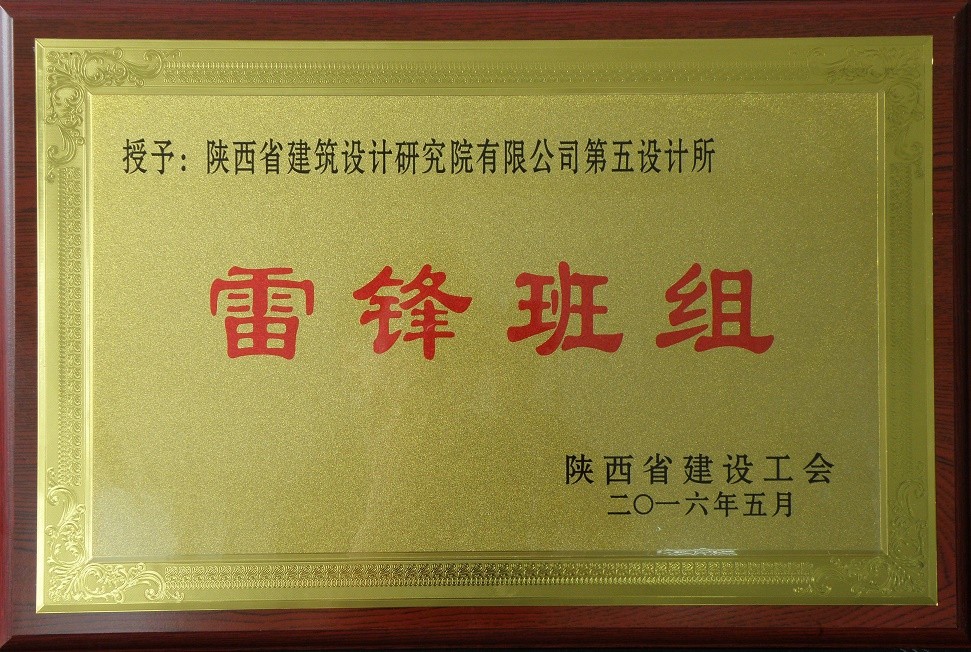 授予：陕西省建筑设计研究院有限公司第五设计所
雷锋班组
陕西省建设工会
二〇一六年五月